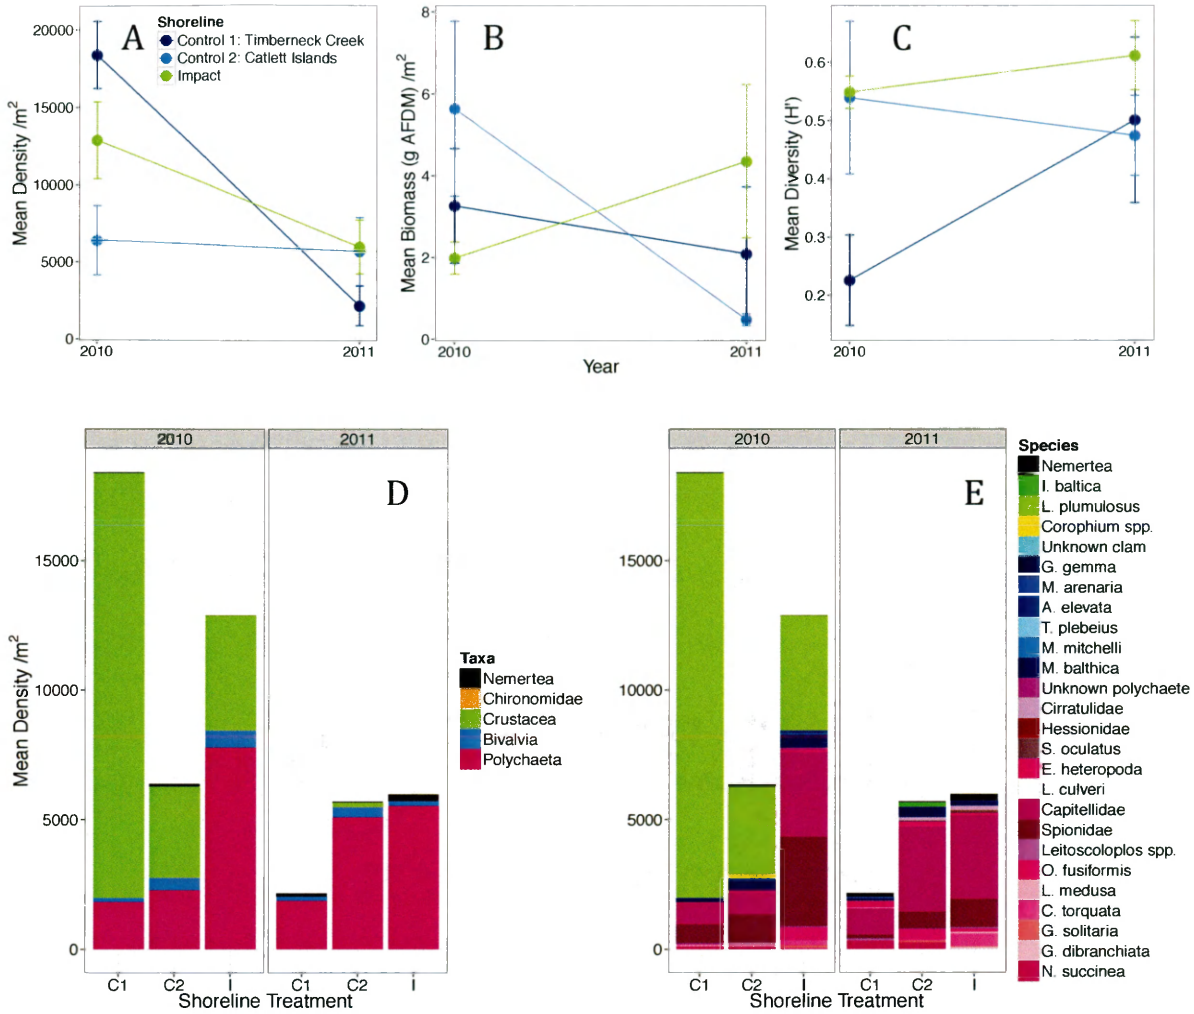 Shoreline
Control 1: Timberneck Creek
Control 2: Catlett Islands
Impact
A
B
C
Mean Density /m2
20000
15000
10000
5000
0
2010
2011
Mean Biomass (g AFDM) /m2
8
6
4
2
0
2010
2011
Year
Mean Diversity (H')
0.6
0.5
0.4
0.3
0.2
2010
2011
2010
2011
D
Mean Density /m2
15000
10000
5000
0
C1 C2 I C1 C2 I
Shoreline Treatment
Taxa
Nemertea
Chironomidae
Crustacea
Bivalvia
Polychaeta
2010
2011
E
15000
10000
5000
0
C1 C2 I C1 C2 I
Shoreline Treatment
Species
Nemertea
I. baltica
L. plumulosus
Corophium spp.
Unknown clam
G. gemma
M. arenaria
A. elevata
T. plebeius
M. mitchelli
M. balthica
Unknown polychaete
Cirratulidae
Hessionidae
S. oculatus
E. heteropoda
L. culveri
Capitellidae
Spionidae
Leitoscoloplos spp.
O. fusiformis
L. medusa
C. torquata
G. solitaria
G. dibranchiata
N. succinea